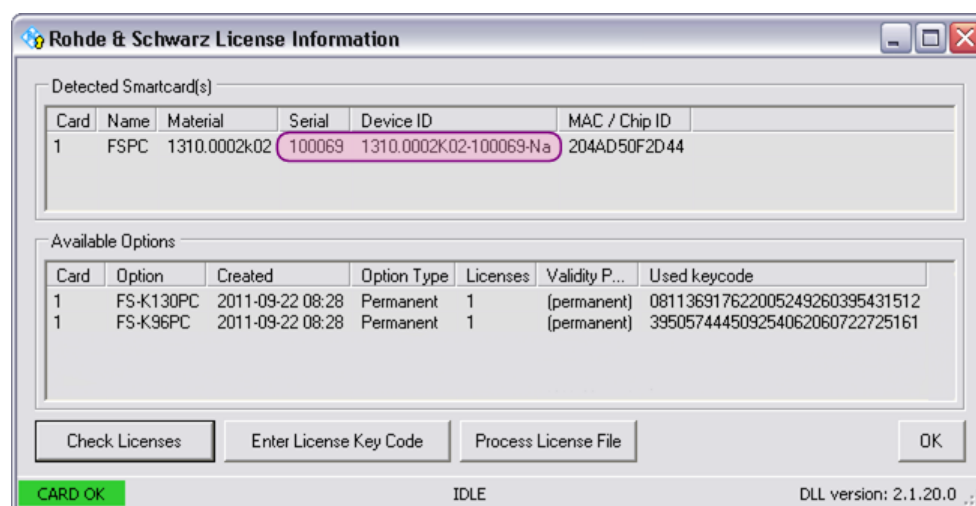 Rohde & Schwarz License Information
Detected Smartcard(s)
Card Name Material Serial Device ID MAC / Chip ID
1 FSPC 1310.0002k02 100069 1310.0002K02-100069-Na 204AD50F2D44
Available Options
Card Option Created Option Type Licenses Validity P... Used keycode
1 FS-K130PC 2011-09-22 08:28 Permanent 1 (permanent) 081136917622005249260395431512
1 FS-K96PC 2011-09-22 08:28 Permanent 1 (permanent) 395057444509254062060722725161
Check Licenses Enter License Key Code Process License File OK
CARD OK IDLE DLL version: 2.1.20.0